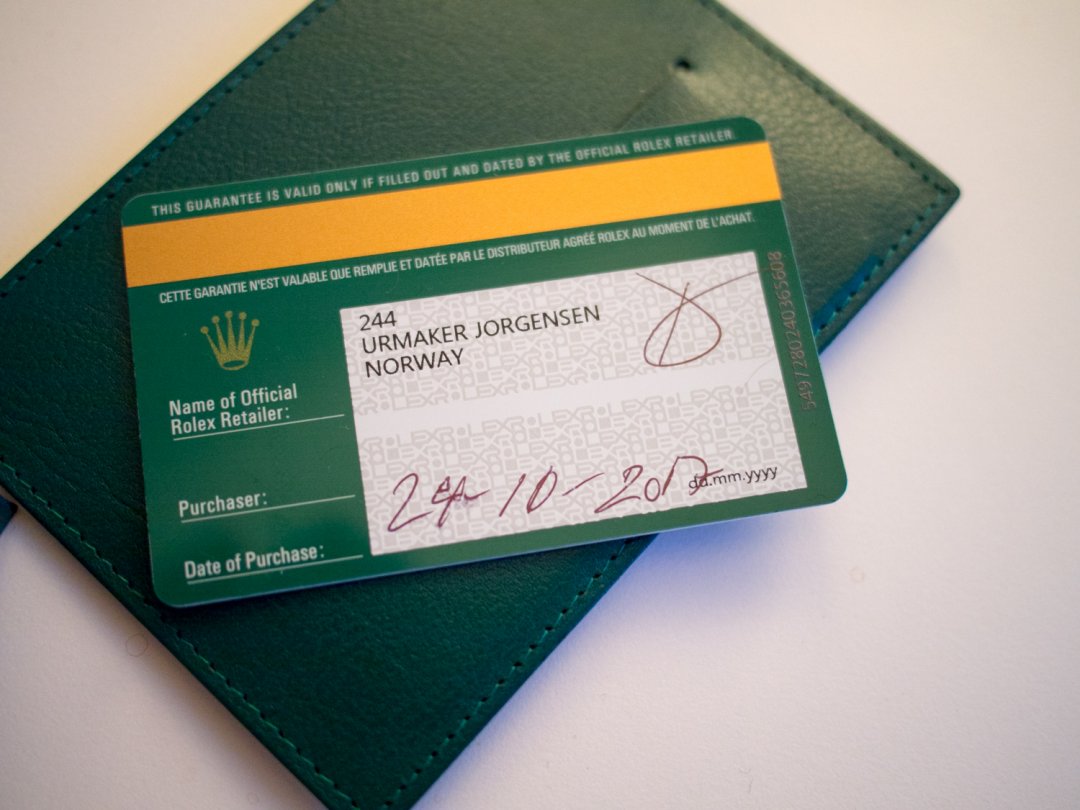 THIS GUARANTEE IS VALID ONLY IF FILLED OUT AND DATED BY THE OFFICIAL ROLEX RETAILER.
CETTE GARANTIE N'EST VALABLE QUE REMPLIE ET DATÉE PAR LE DISTRIBUTEUR AGRÉÉ ROLEX AU MOMENT DE L'ACHAT.
244
URMAKER JORGENSEN
NORWAY
Name of Official
Rolex Retailer:
Purchaser:
Date of Purchase:
24-10-2017
dd.mm.yyyy